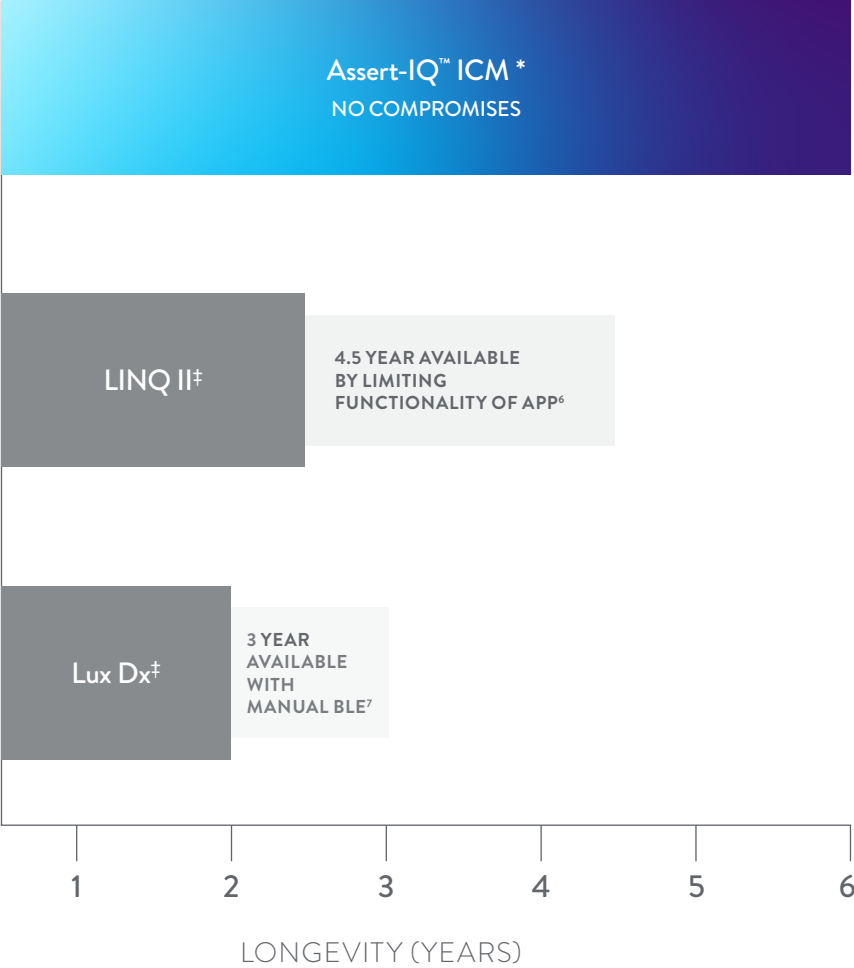 Assert-IQ™ ICM *
NO COMPROMISES
LINQ II‡
4.5 YEAR AVAILABLE
BY LIMITING
FUNCTIONALITY OF APP⁶
Lux Dx‡
3 YEAR
AVAILABLE
WITH
MANUAL BLE⁷
1 2 3 4 5 6
LONGEVITY (YEARS)